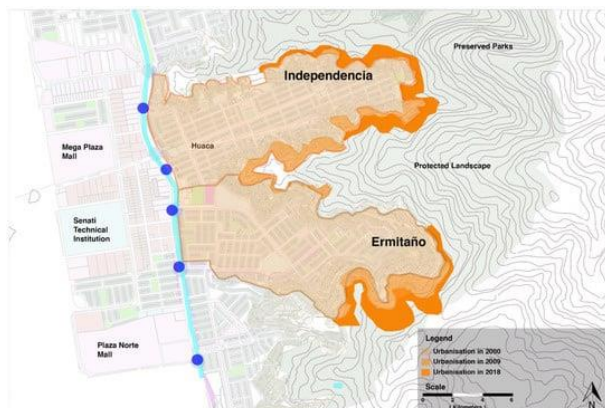 Preserved Parks
Independencia
Huaca
Mega Plaza
Mall
Protected Landscape
Senati
Technical
Institution
Ermitaño
Plaza Norte
Mall
Legend
Urbanisation in 2000
Urbanisation in 2009
Urbanisation in 2018
Scale
N